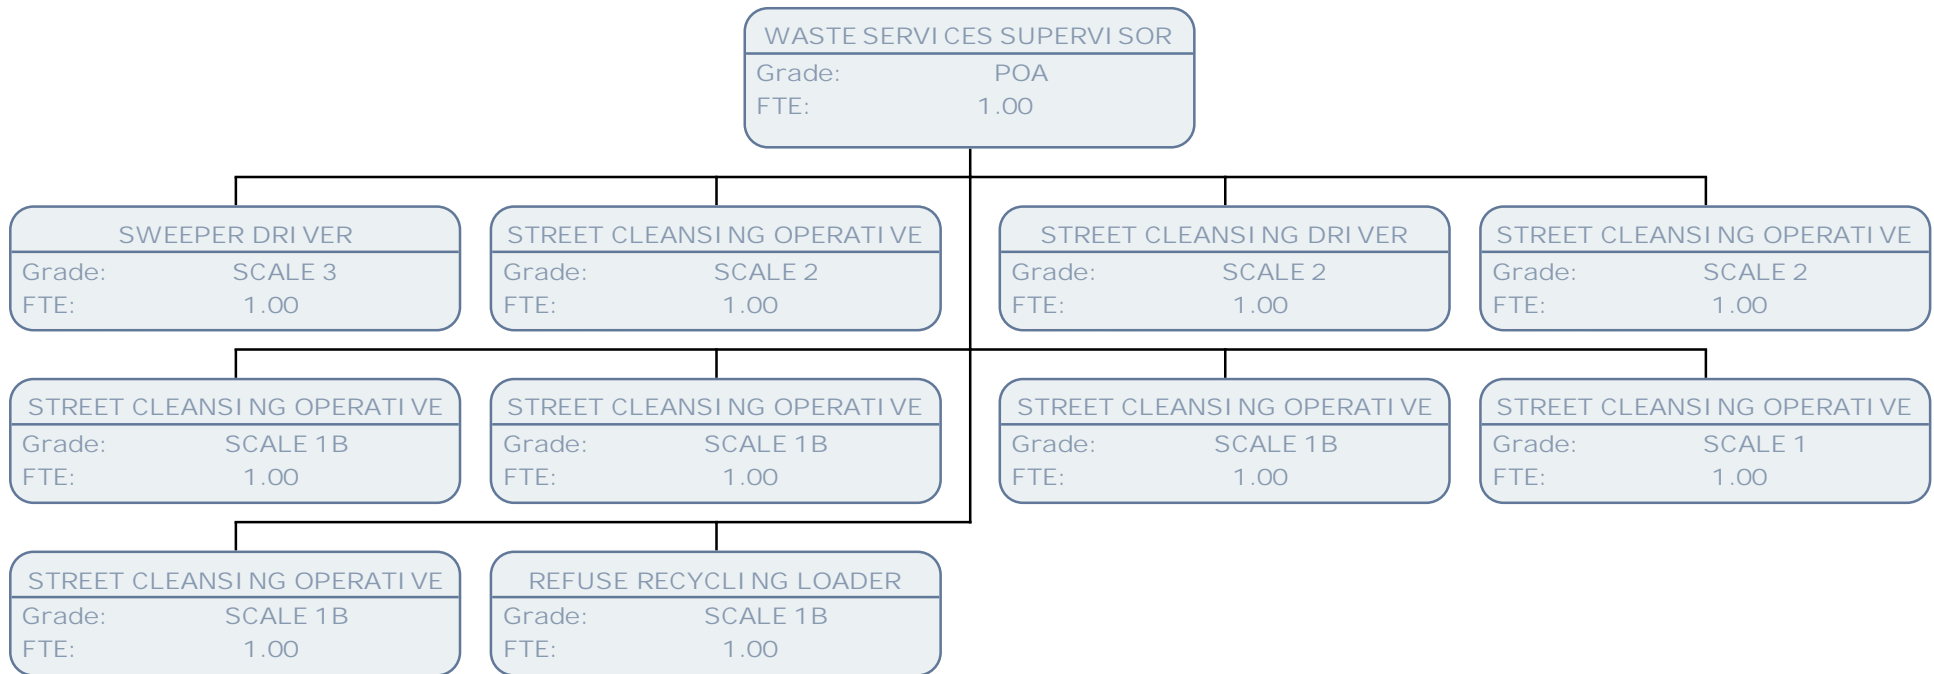 WASTE SERVICES SUPERVISOR
Grade: POA
FTE: 1.00
SWEEPER DRIVER
Grade: SCALE 3
FTE: 1.00
STREET CLEANSING OPERATIVE
Grade: SCALE 2
FTE: 1.00
STREET CLEANSING DRIVER
Grade: SCALE 2
FTE: 1.00
STREET CLEANSING OPERATIVE
Grade: SCALE 2
FTE: 1.00
STREET CLEANSING OPERATIVE
Grade: SCALE 1B
FTE: 1.00
STREET CLEANSING OPERATIVE
Grade: SCALE 1B
FTE: 1.00
STREET CLEANSING OPERATIVE
Grade: SCALE 1B
FTE: 1.00
STREET CLEANSING OPERATIVE
Grade: SCALE 1
FTE: 1.00
STREET CLEANSING OPERATIVE
Grade: SCALE 1B
FTE: 1.00
REFUSE RECYCLING LOADER
Grade: SCALE 1B
FTE: 1.00